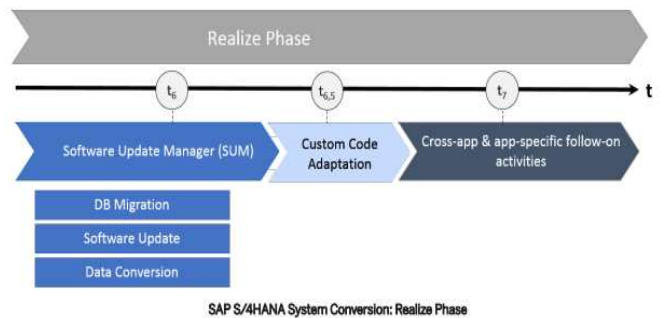 Realize Phase
t6
t6,5
t7
t
Software Update Manager (SUM)
Custom Code
Adaptation
Cross-app & app-specific follow-on
activities
DB Migration
Software Update
Data Conversion
SAP S/4HANA System Conversion: Realize Phase